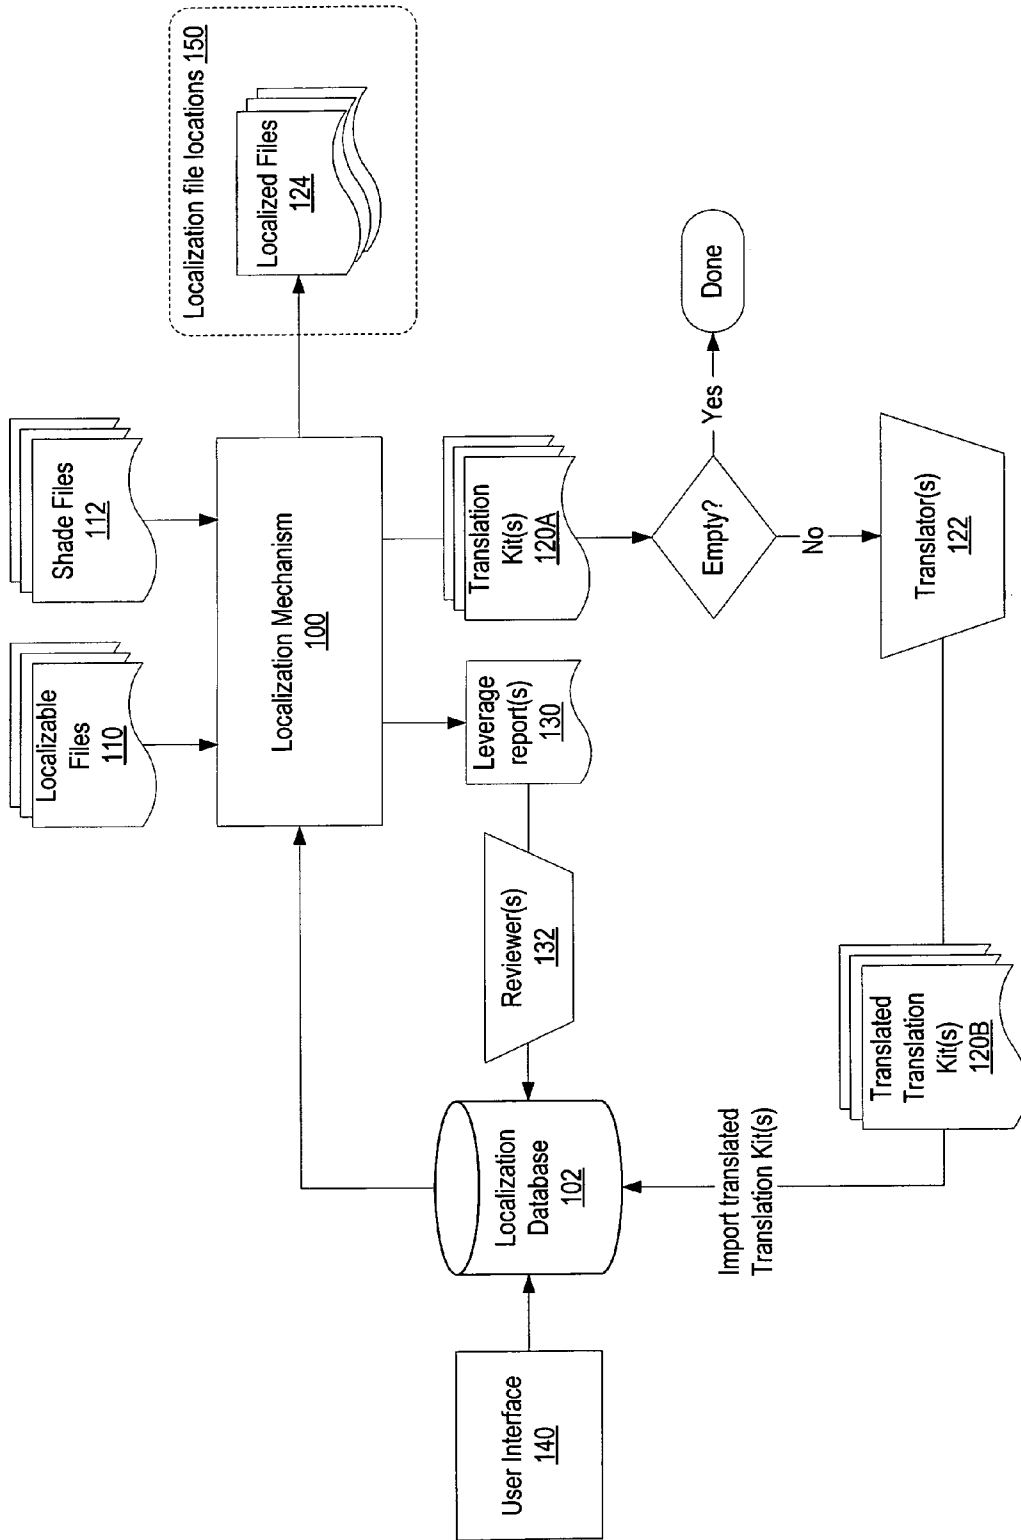 Localizable
Files
110
Shade Files
112
Localization file locations 150
Localized Files
124
Localization Mechanism
100
Leverage
report(s)
130
Translation
Kit(s)
120A
Reviewer(s)
132
Empty?
Yes
Done
No
User Interface
140
Localization
Database
102
Import translated
Translation Kit(s)
Translated
Translation
Kit(s)
120B
Translator(s)
122